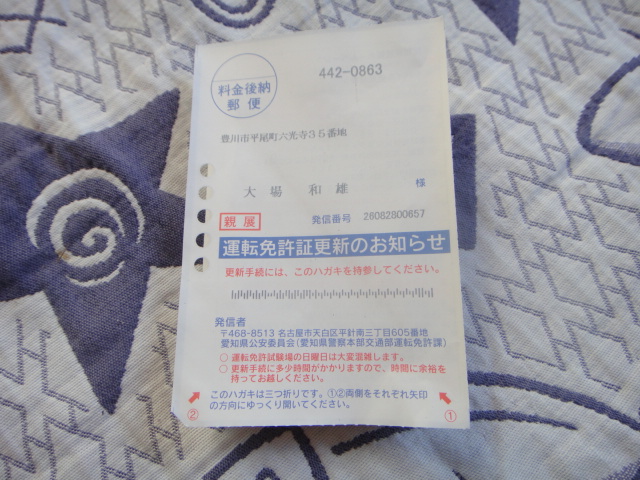 料金後納
郵便
442-0863
豊川市平尾町六光寺35番地
大場 和雄 様
親展
発信番号 26082800657
運転免許証更新のお知らせ
更新手続には、このハガキを持参してください。
発信者
〒468-8513 名古屋市天白区平針南三丁目605番地
愛知県公安委員会(愛知県警察本部交通部運転免許課)
○ 運転免許試験場の日曜日は大変混雑します。
○ 更新手続に多少時間がかかりますので、時間に余裕を
持ってお越しください。
このハガキは三つ折りです。①②両側をそれぞれ矢印
の方向にゆっくり開いてください。
②
①